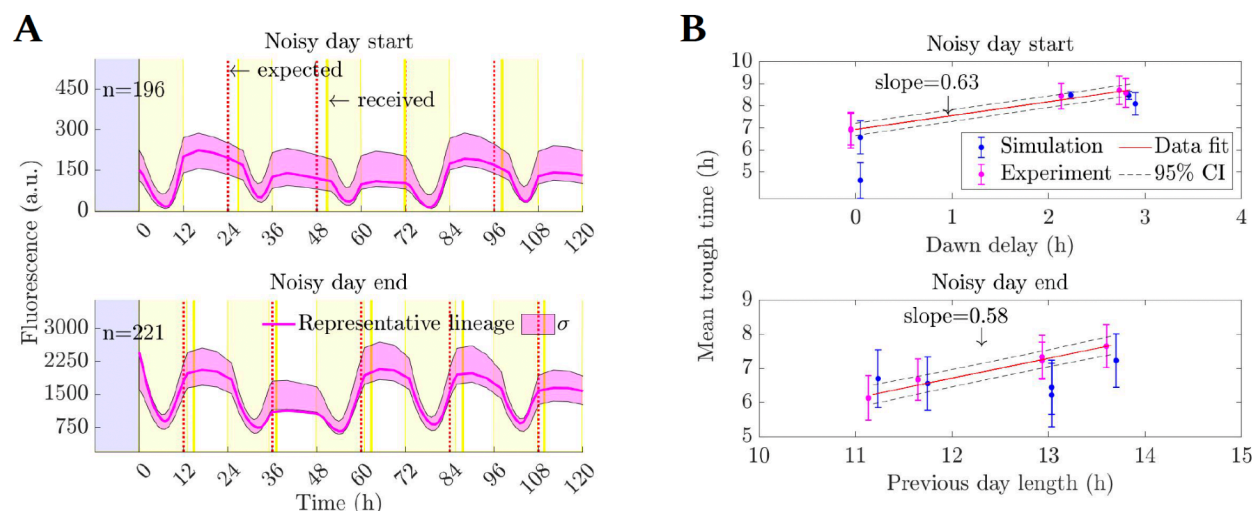 A
Noisy day start
Fluorescence (a.u.)
450
300
150
0
n=196
← expected
← received
0 12 24 36 48 60 72 84 96 108 120
Noisy day end
3000
2250
1500
750
n=221
Representative lineage σ
0 12 24 36 48 60 72 84 96 108 120
Time (h)
B
Noisy day start
Mean trough time (h)
10
9
8
7
6
5
slope=0.63
Simulation Data fit
Experiment 95% CI
0 1 2 3 4
Dawn delay (h)
Noisy day end
9
8
7
6
5
slope=0.58
10 11 12 13 14 15
Previous day length (h)